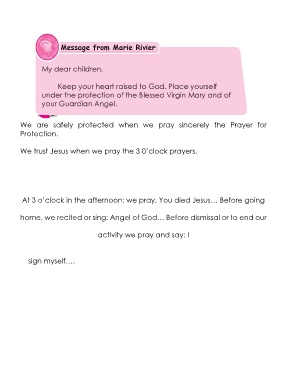 Message from Marie Rivier
My dear children,
Keep your heart raised to God. Place yourself
under the protection of the Blessed Virgin Mary and of
your Guardian Angel.
We are safely protected when we pray sincerely the Prayer for
Protection.
We trust Jesus when we pray the 3 O'clock prayers.
At 3 o'clock in the afternoon: we pray, You died Jesus… Before going
home, we recited or sing: Angel of God… Before dismissal or to end our
activity we pray and say: I
sign myself….